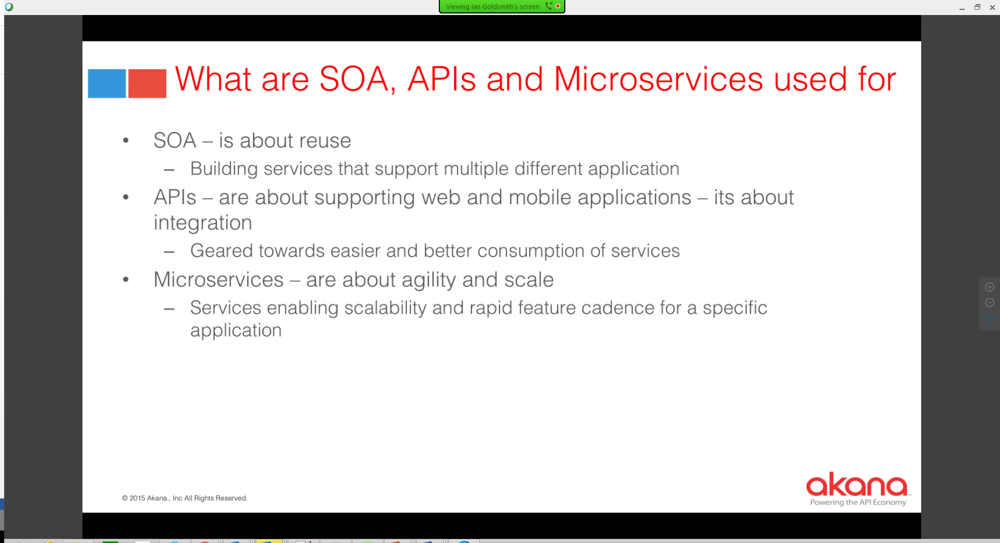 Viewing Ian Goldsmith's screen
What are SOA, APIs and Microservices used for
• SOA – is about reuse
– Building services that support multiple different application
• APIs – are about supporting web and mobile applications – its about
integration
– Geared towards easier and better consumption of services
• Microservices – are about agility and scale
– Services enabling scalability and rapid feature cadence for a specific
application
© 2015 Akana., Inc All Rights Reserved.
akana™
Powering the API Economy